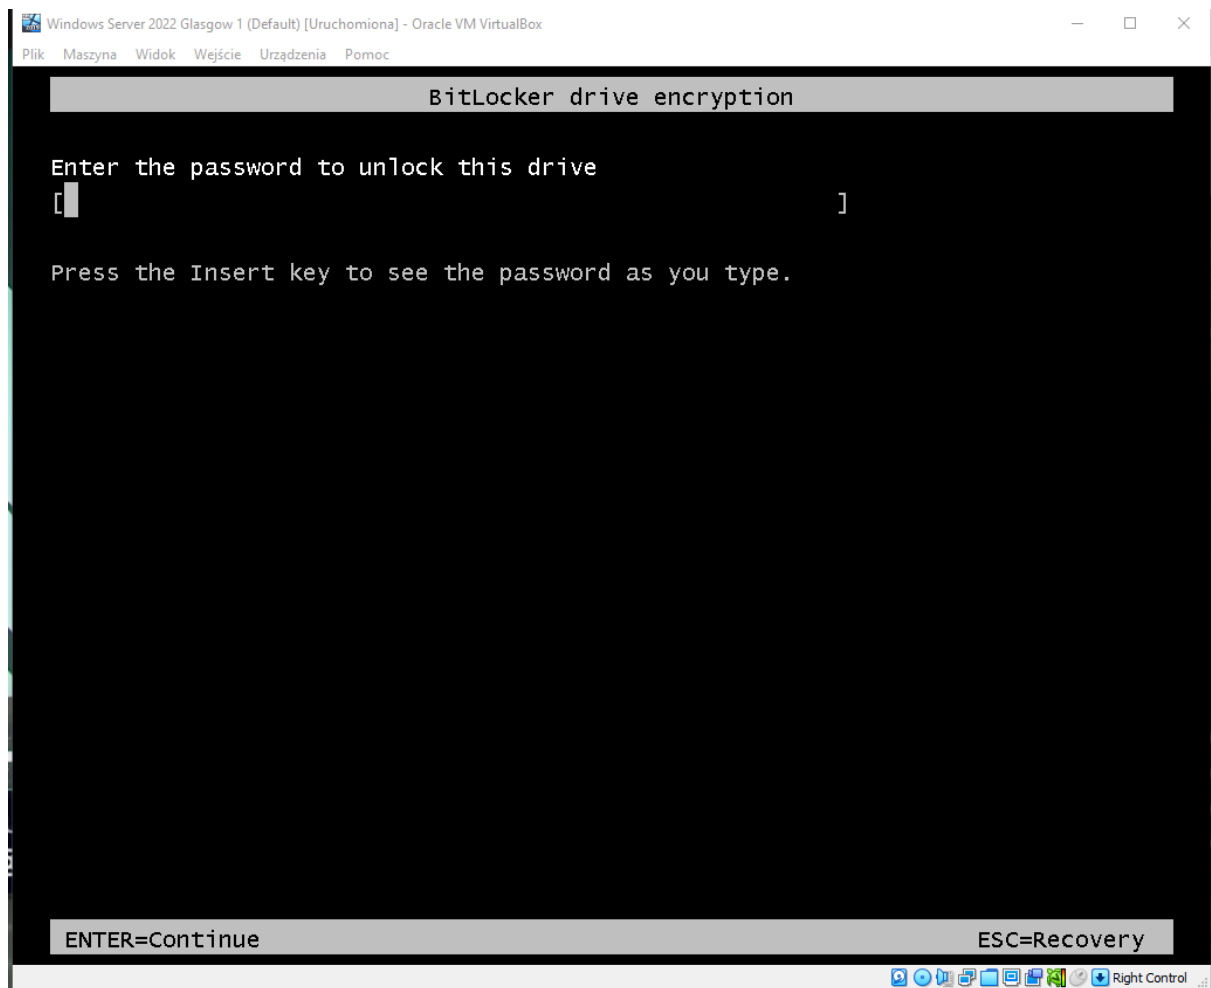 Windows Server 2022 Glasgow 1 (Default) [Uruchomiona] - Oracle VM VirtualBox
Plik Maszyna Widok Wejście Urządzenia Pomoc
BitLocker drive encryption
Enter the password to unlock this drive
[ ]
Press the Insert key to see the password as you type.
ENTER=Continue ESC=Recovery
Right Control